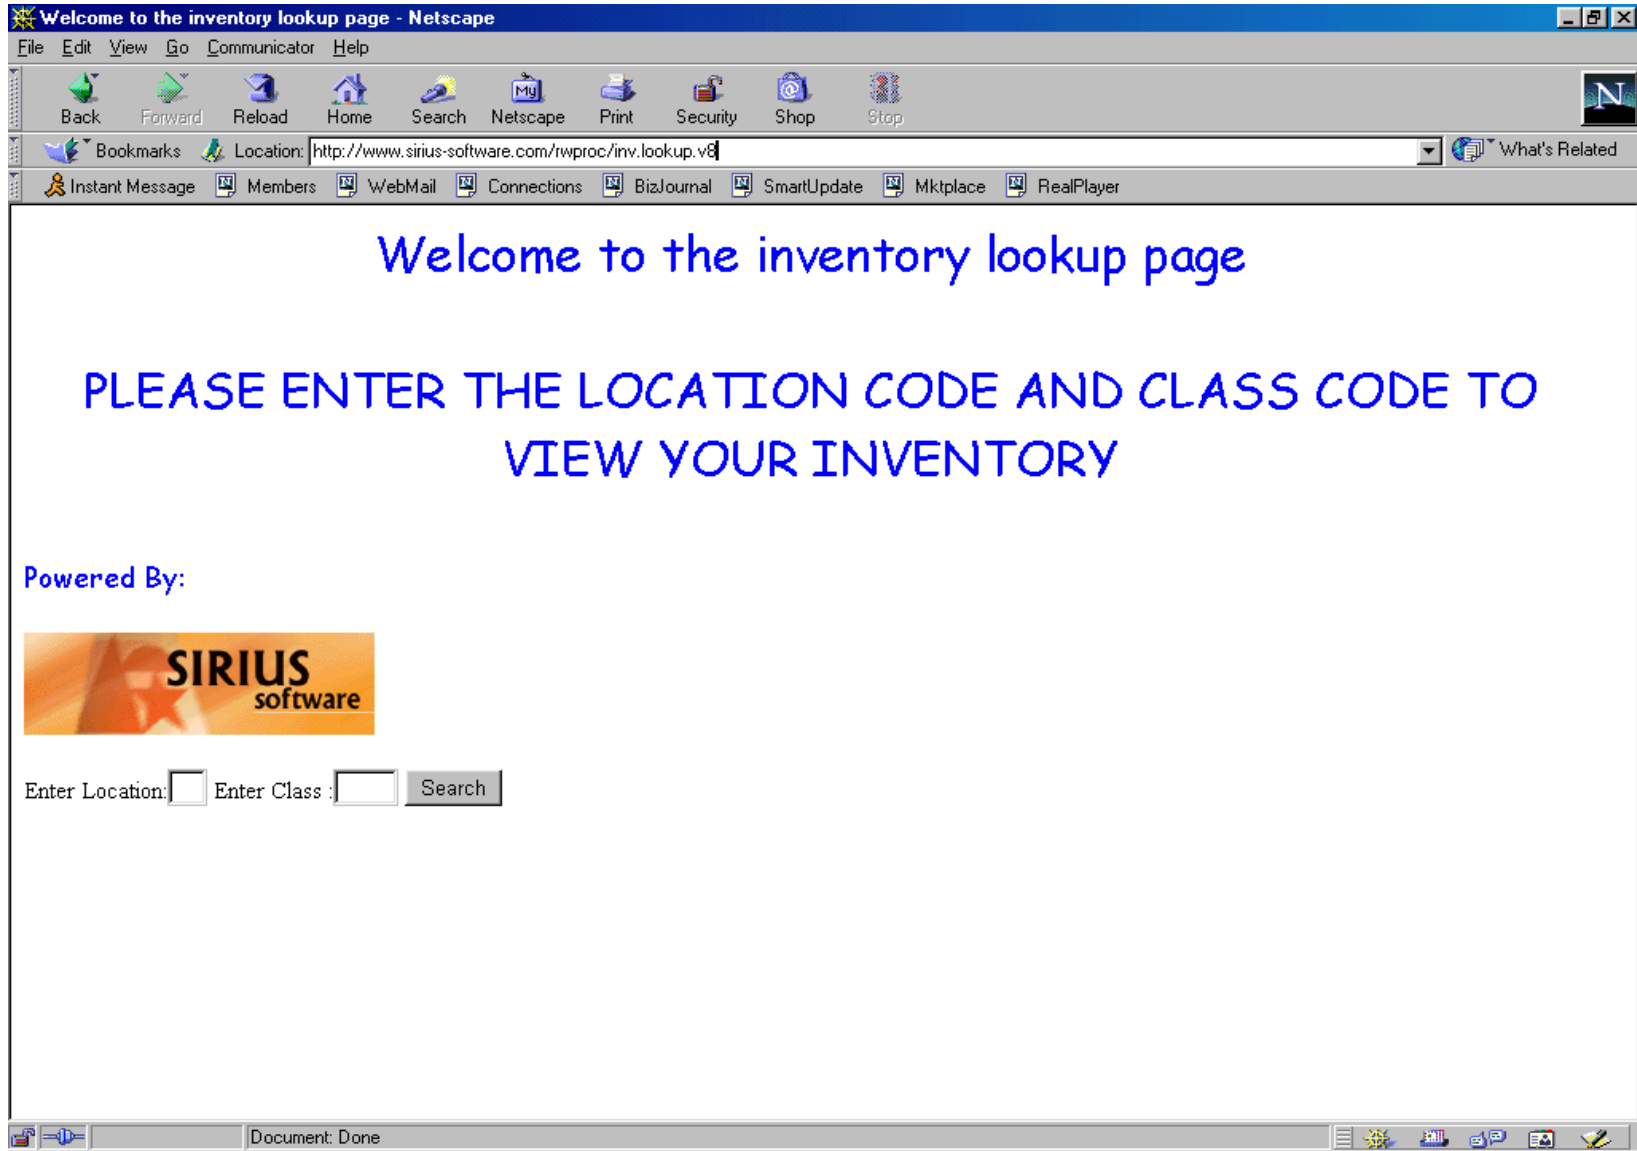 Welcome to the inventory lookup page - Netscape
File Edit View Go Communicator Help
Back Forward Reload Home Search Netscape Print Security Shop Stop
My
N
Bookmarks Location: http://www.sirius-software.com/rwproc/inv.lookup.v8 What's Related
Instant Message Members WebMail Connections BizJournal SmartUpdate Mktplace RealPlayer
Welcome to the inventory lookup page
PLEASE ENTER THE LOCATION CODE AND CLASS CODE TO
VIEW YOUR INVENTORY
Powered By:
SIRIUS
software
Enter Location: Enter Class : Search
Document: Done